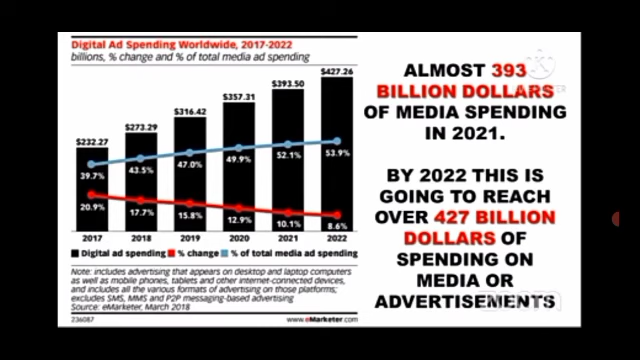 Digital Ad Spending Worldwide, 2017-2022
billions, % change and % of total media ad spending
$232.27
$273.29
$316.42
$357.31
$393.50
$427.26
39.7%
43.5%
47.0%
49.9%
52.1%
53.9%
20.9%
17.7%
15.8%
12.9%
10.1%
8.6%
2017 2018 2019 2020 2021 2022
Digital ad spending % change % of total media ad spending
Note: includes advertising that appears on desktop and laptop computers
as well as mobile phones, tablets and other internet-connected devices,
and includes all the various formats of advertising on those platforms;
excludes SMS, MMS and P2P messaging-based advertising
Source: eMarketer, March 2018
236087 www.eMarketer.com
ALMOST 393
BILLION DOLLARS
OF MEDIA SPENDING
IN 2021.
BY 2022 THIS IS
GOING TO REACH
OVER 427 BILLION
DOLLARS OF
SPENDING ON
MEDIA OR
ADVERTISEMENTS